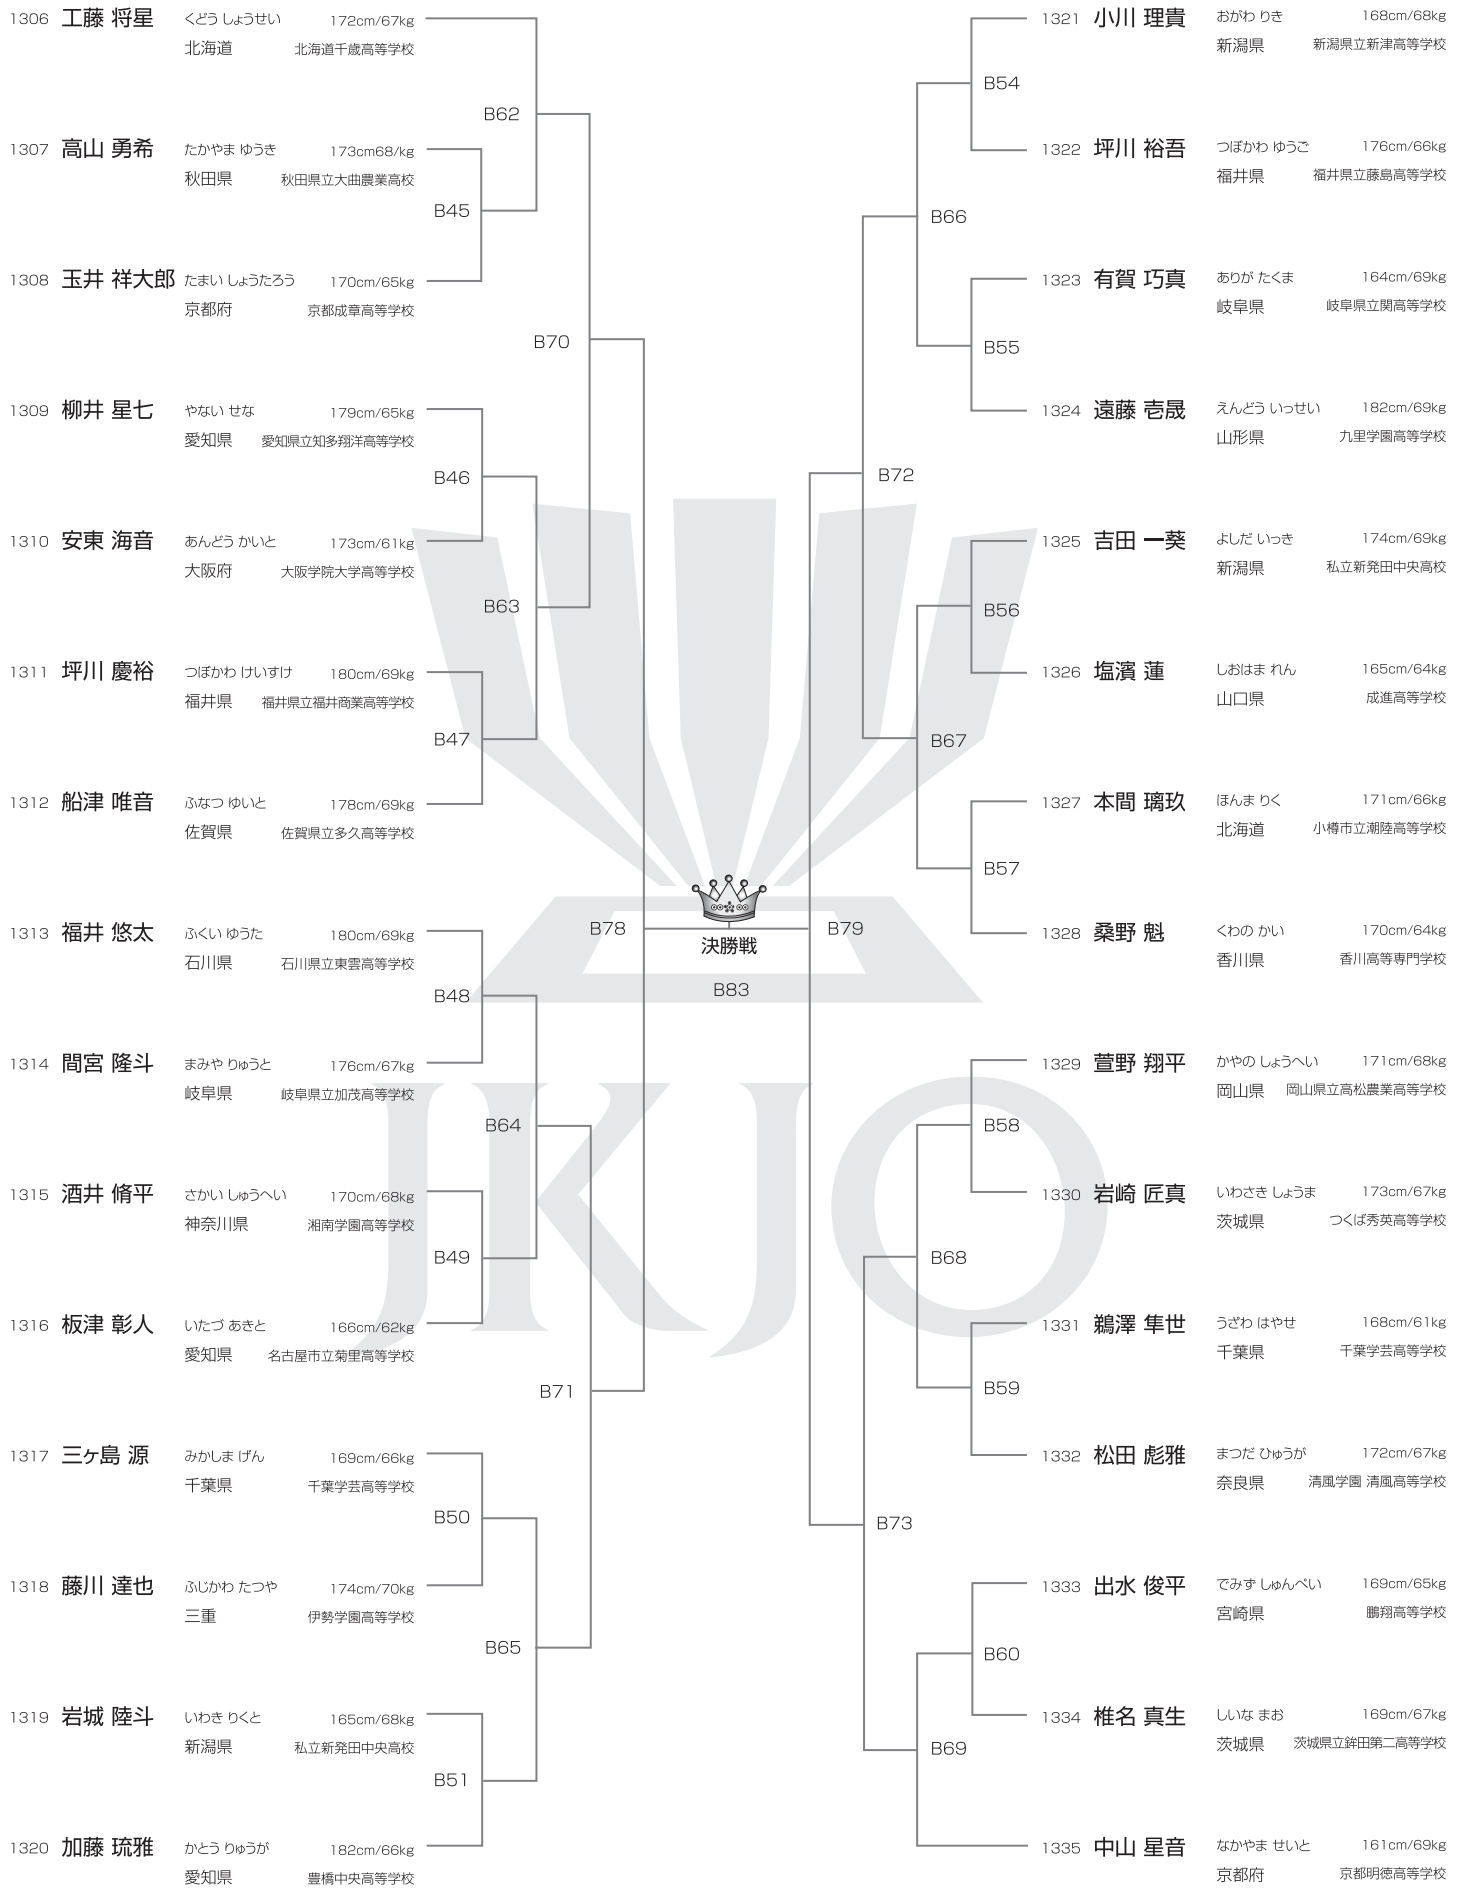 1306 工藤 将星 くどう しょうせい 172cm/67kg
北海道 北海道千歳高等学校
B62
1307 高山 勇希 たかやま ゆうき 173cm68/kg
秋田県 秋田県立大曲農業高校
B45
1308 玉井 祥大郎 たまい しょうたろう 170cm/65kg
京都府 京都成章高等学校
B70
1309 柳井 星七 やない せな 179cm/65kg
愛知県 愛知県立知多翔洋高等学校
B46
1310 安東 海音 あんどう かいと 173cm/61kg
大阪府 大阪学院大学高等学校
B63
1311 坪川 慶裕 つぼかわ けいすけ 180cm/69kg
福井県 福井県立福井商業高等学校
B47
1312 船津 唯音 ふなつ ゆいと 178cm/69kg
佐賀県 佐賀県立多久高等学校
1313 福井 悠太 ふくい ゆうた 180cm/69kg
石川県 石川県立東雲高等学校
B48
1314 間宮 隆斗 まみや りゅうと 176cm/67kg
岐阜県 岐阜県立加茂高等学校
B64
1315 酒井 脩平 さかい しゅうへい 170cm/68kg
神奈川県 湘南学園高等学校
B49
1316 板津 彰人 いたづ あきと 166cm/62kg
愛知県 名古屋市立菊里高等学校
B71
1317 三ヶ島 源 みかしま げん 169cm/66kg
千葉県 千葉学芸高等学校
B50
1318 藤川 達也 ふじかわ たつや 174cm/70kg
三重 伊勢学園高等学校
B65
1319 岩城 陸斗 いわき りくと 165cm/68kg
新潟県 私立新発田中央高校
B51
1320 加藤 琉雅 かとう りゅうが 182cm/66kg
愛知県 豊橋中央高等学校
B78
決勝戦
B79
B83
JKJO
1321 小川 理貴 おがわ りき 168cm/68kg
新潟県 新潟県立新津高等学校
B54
1322 坪川 裕吾 つぼかわ ゆうご 176cm/66kg
福井県 福井県立藤島高等学校
B66
1323 有賀 巧真 ありが たくま 164cm/69kg
岐阜県 岐阜県立関高等学校
B55
1324 遠藤 壱晟 えんどう いっせい 182cm/69kg
山形県 九里学園高等学校
B72
1325 吉田 一葵 よしだ いっき 174cm/69kg
新潟県 私立新発田中央高校
B56
1326 塩濱 蓮 しおはま れん 165cm/64kg
山口県 成進高等学校
B67
1327 本間 璃玖 ほんま りく 171cm/66kg
北海道 小樽市立潮陵高等学校
B57
1328 桑野 魁 くわの かい 170cm/64kg
香川県 香川高等専門学校
1329 萱野 翔平 かやの しょうへい 171cm/68kg
岡山県 岡山県立高松農業高等学校
B58
1330 岩崎 匠真 いわさき しょうま 173cm/67kg
茨城県 つくば秀英高等学校
B68
1331 鵜澤 隼世 うざわ はやせ 168cm/61kg
千葉県 千葉学芸高等学校
B59
1332 松田 彪雅 まつだ ひゅうが 172cm/67kg
奈良県 清風学園 清風高等学校
B73
1333 出水 俊平 でみず しゅんぺい 169cm/65kg
宮崎県 鵬翔高等学校
B60
1334 椎名 真生 しいな まお 169cm/67kg
茨城県 茨城県立鉾田第二高等学校
B69
1335 中山 星音 なかやま せいと 161cm/69kg
京都府 京都明徳高等学校